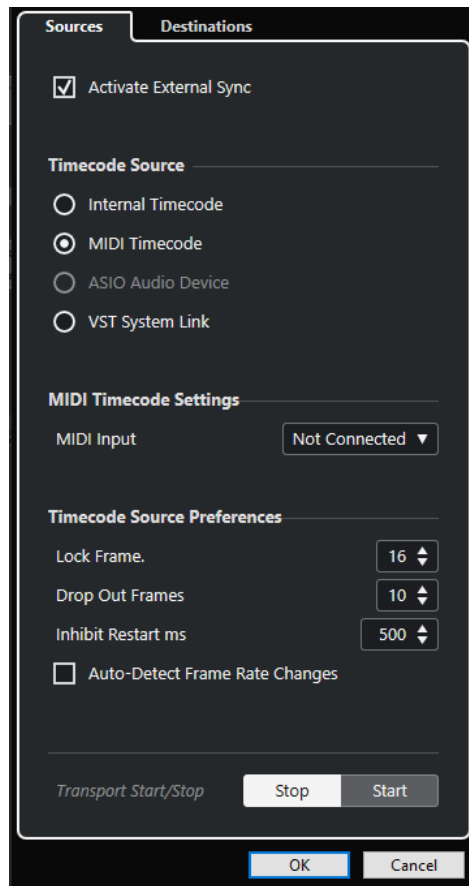 Sources Destinations
Activate External Sync
Timecode Source
Internal Timecode
MIDI Timecode
ASIO Audio Device
VST System Link
MIDI Timecode Settings
MIDI Input Not Connected
Timecode Source Preferences
Lock Frame. 16
Drop Out Frames 10
Inhibit Restart ms 500
Auto-Detect Frame Rate Changes
Transport Start/Stop Stop Start
OK Cancel